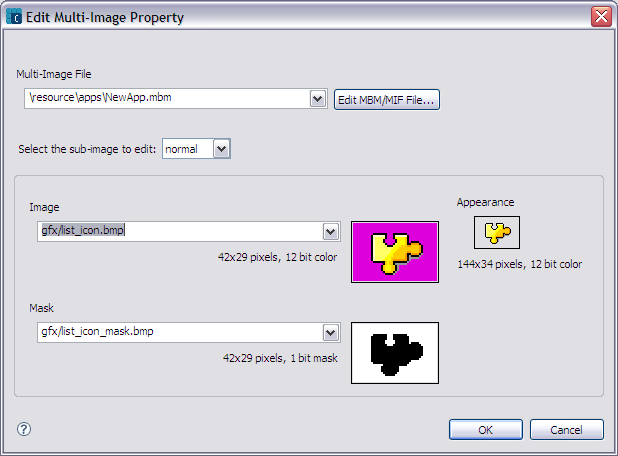 Edit Multi-Image Property
Multi-Image File
\resource\apps\NewApp.mbm
Edit MBM/MIF File...
Select the sub-image to edit: normal
Image
Appearance
gfx/list_icon.bmp
42x29 pixels, 12 bit color
144x34 pixels, 12 bit color
Mask
gfx/list_icon_mask.bmp
42x29 pixels, 1 bit mask
?
OK
Cancel